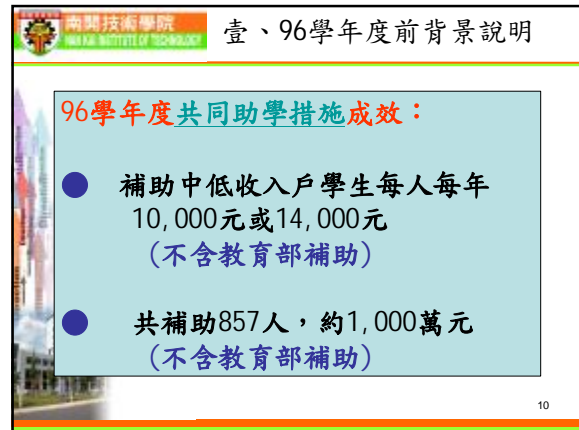 南開技術學院
NAN KAI INSTITUTE OF TECHNOLOGY
壹、96學年度前背景說明
96學年度共同助學措施成效：
● 補助中低收入戶學生每人每年
10,000元或14,000元
(不含教育部補助)
● 共補助857人，約1,000萬元
(不含教育部補助)
10